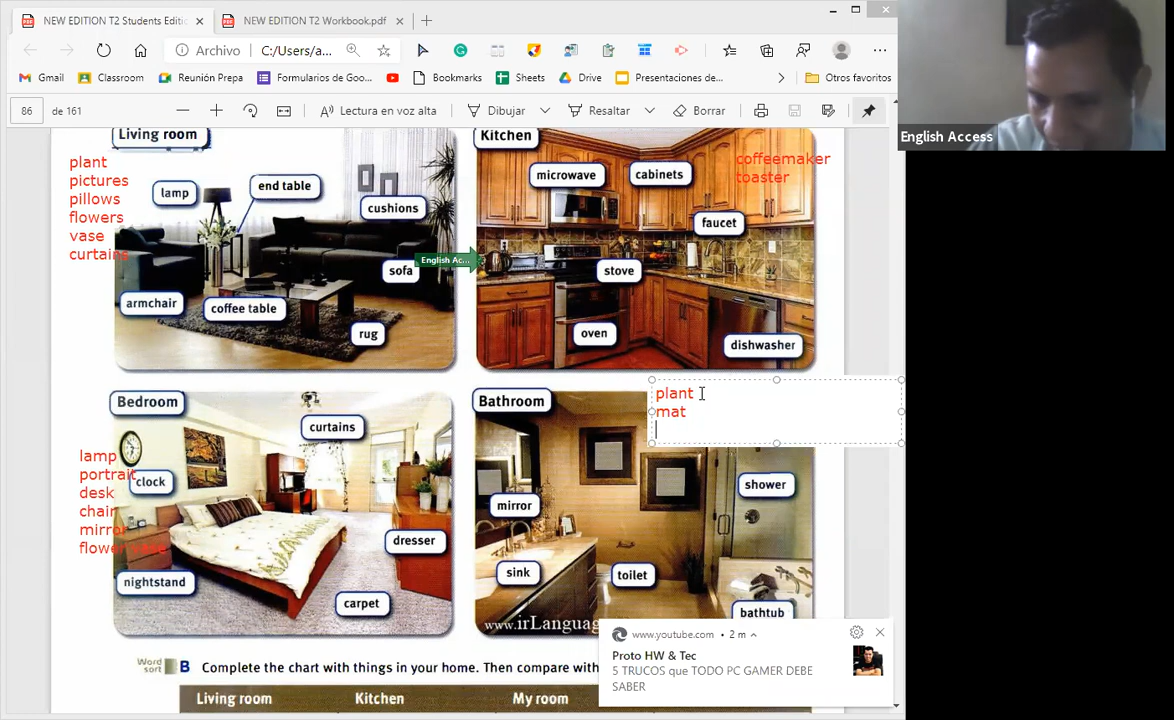 NEW EDITION T2 Students Editi
NEW EDITION T2 Workbook.pdf
Archivo
C:/Users/a...
Gmail
Classroom
Reunión Prepa
Formularios de Goo...
Bookmarks
Sheets
Drive
Presentaciones de...
Otros favoritos
86
de 161
Lectura en voz alta
Dibujar
Resaltar
Borrar
English Access
Living room
plant
pictures
pillows
flowers
vase
curtains
lamp
end table
cushions
sofa
English Ac...
armchair
coffee table
rug
Kitchen
coffeemaker
toaster
microwave
cabinets
faucet
stove
oven
dishwasher
Bedroom
curtains
lamp
portrait
desk
chair
mirror
flower vase
clock
dresser
nightstand
carpet
Bathroom
plant
mat
mirror
shower
sink
toilet
bathtub
www.irLangua
www.youtube.com • 2 m
Proto HW & Tec
5 TRUCOS que TODO PC GAMER DEBE
SABER
Word
sort
B Complete the chart with things in your home. Then compare with
Living room
Kitchen
My room